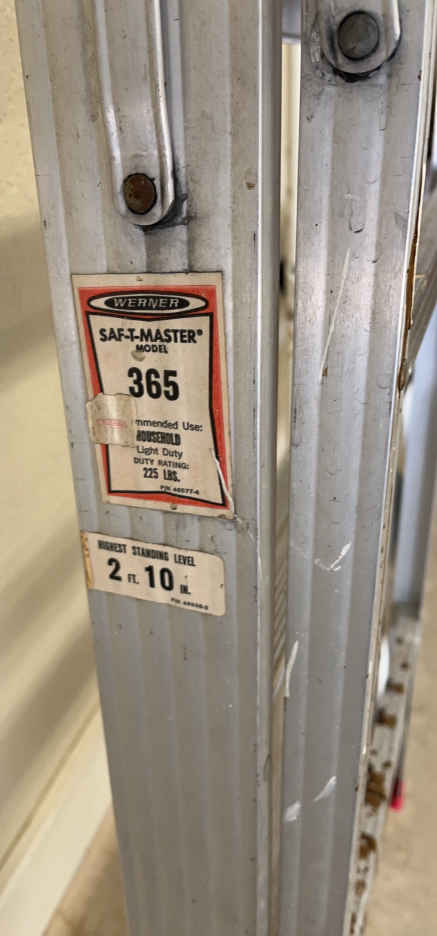 WERNER
SAF-T-MASTER®
MODEL
365
mmended Use:
HOUSEHOLD
Light Duty
DUTY RATING:
225 LBS.
HIGHEST STANDING LEVEL
2 FT. 10 IN.